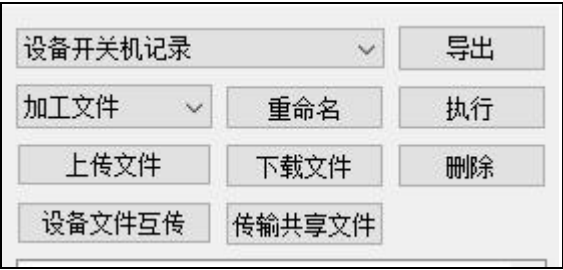 设备开关机记录 导出
加工文件 重命名 执行
上传文件 下载文件 删除
设备文件互传 传输共享文件